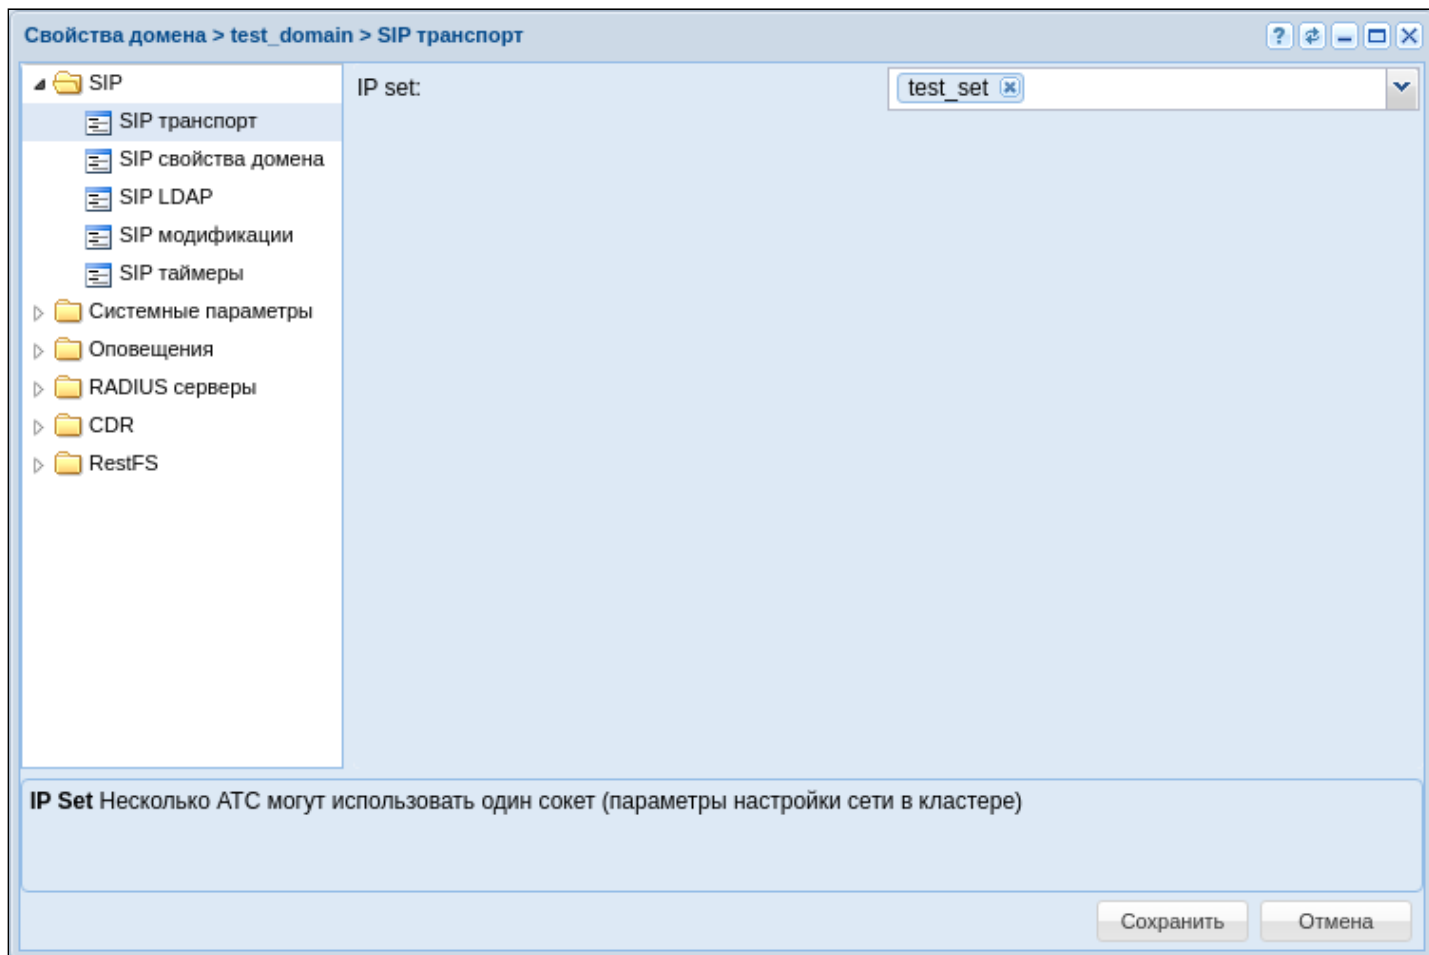 Свойства домена > test_domain > SIP транспорт
SIP
SIP транспорт
SIP свойства домена
SIP LDAP
SIP модификации
SIP таймеры
Системные параметры
Оповещения
RADIUS серверы
CDR
RestFS
IP set:
test_set
IP Set Несколько АТС могут использовать один сокет (параметры настройки сети в кластере)
Сохранить
Отмена